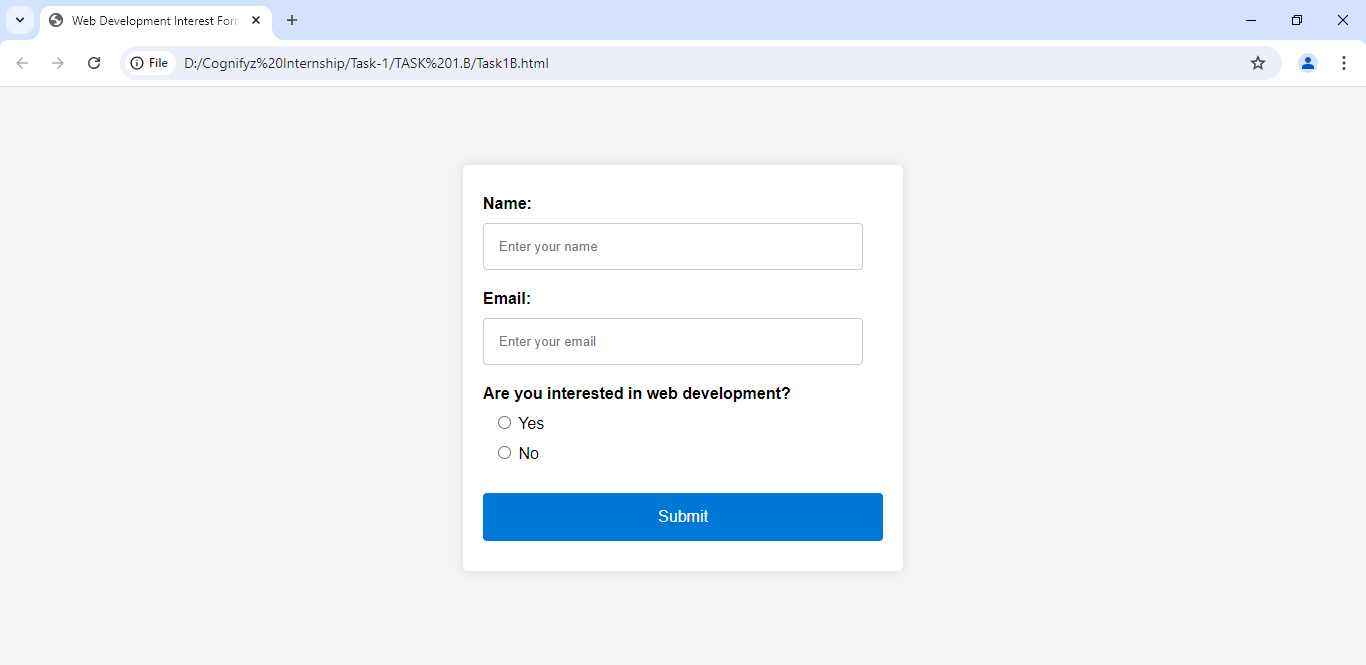 Web Development Interest For
File
D:/Cognifyz%20Internship/Task-1/TASK%201.B/Task1B.html
Name:
Enter your name
Email:
Enter your email
Are you interested in web development?
Yes
No
Submit